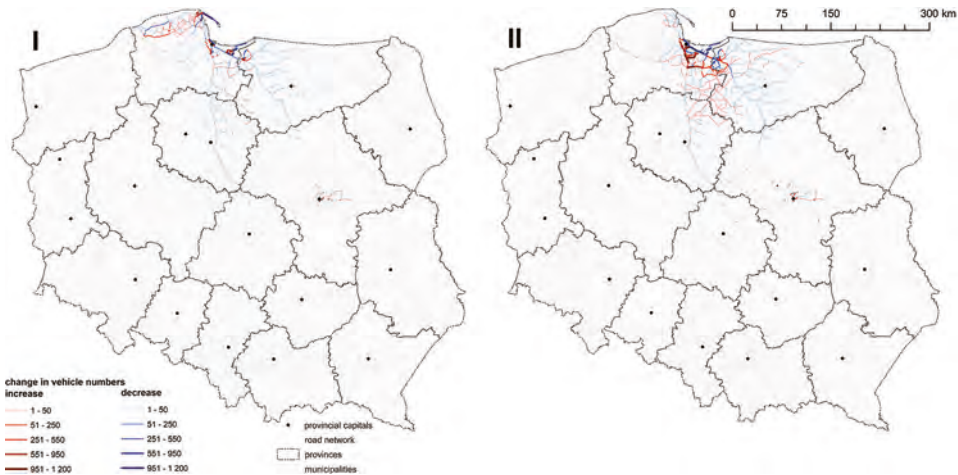 I
II
0 75 150 300 km
change in vehicle numbers
increase decrease
1 - 50 1 - 50
51 - 250 51 - 250
251 - 550 251 - 550
551 - 950 551 - 950
951 - 1 200 951 - 1 200
provincial capitals
road network
provinces
municipalities